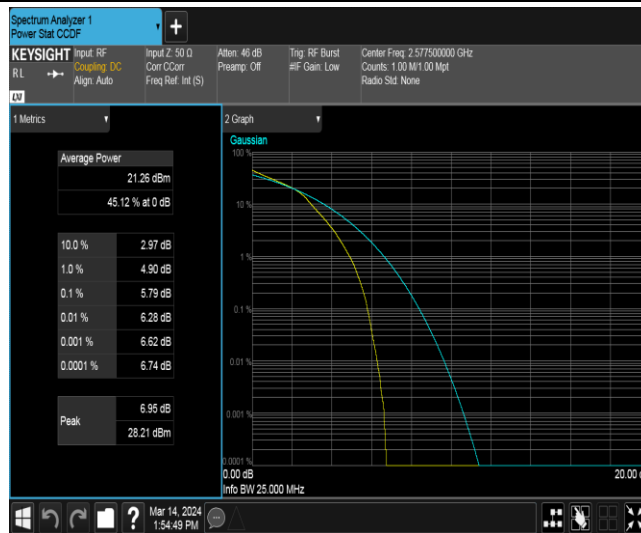 Spectrum Analyzer 1
Power Stat CCDF
+
KEYSIGHT
RL
Input: RF
Coupling: DC
Align: Auto
Input Z: 50 Ω
Corr CCorr
Freq Ref: Int (S)
Atten: 46 dB
Preamp: Off
Trig: RF Burst
#IF Gain: Low
Center Freq: 2.577500000 GHz
Counts: 1.00 M/1.00 Mpt
Radio Std: None
1 Metrics
Average Power
21.26 dBm
45.12 % at 0 dB
10.0 % 2.97 dB
1.0 % 4.90 dB
0.1 % 5.79 dB
0.01 % 6.28 dB
0.001 % 6.62 dB
0.0001 % 6.74 dB
Peak
6.95 dB
28.21 dBm
2 Graph
Gaussian
100 %
10 %
1 %
0.1 %
0.01 %
0.001 %
0.0001 %
0.00 dB
20.00
Info BW 25.000 MHz
?
Mar 14, 2024
1:54:49 PM